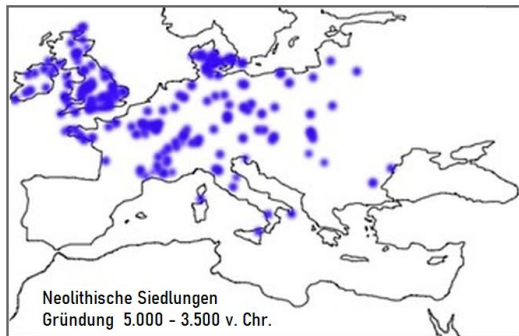 Neolithische Siedlungen
Gründung 5.000 - 3.500 v. Chr.